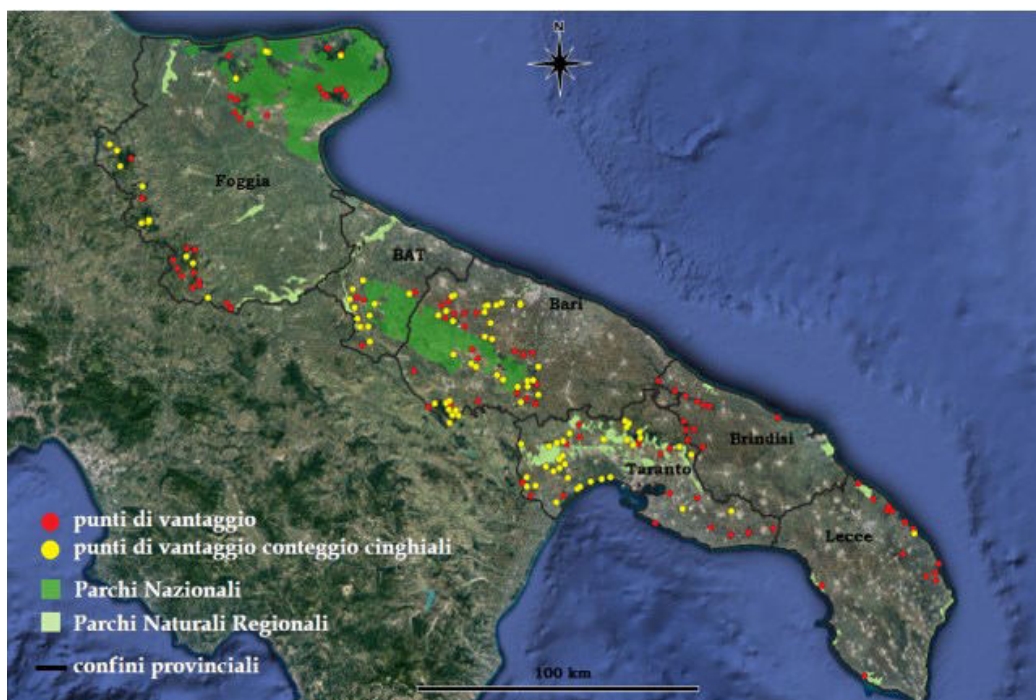 N
Foggia
BAT
Bari
Brindisi
Taranto
Lecce
punti di vantaggio
punti di vantaggio conteggio cinghiali
Parchi Nazionali
Parchi Naturali Regionali
confini provinciali
100 km